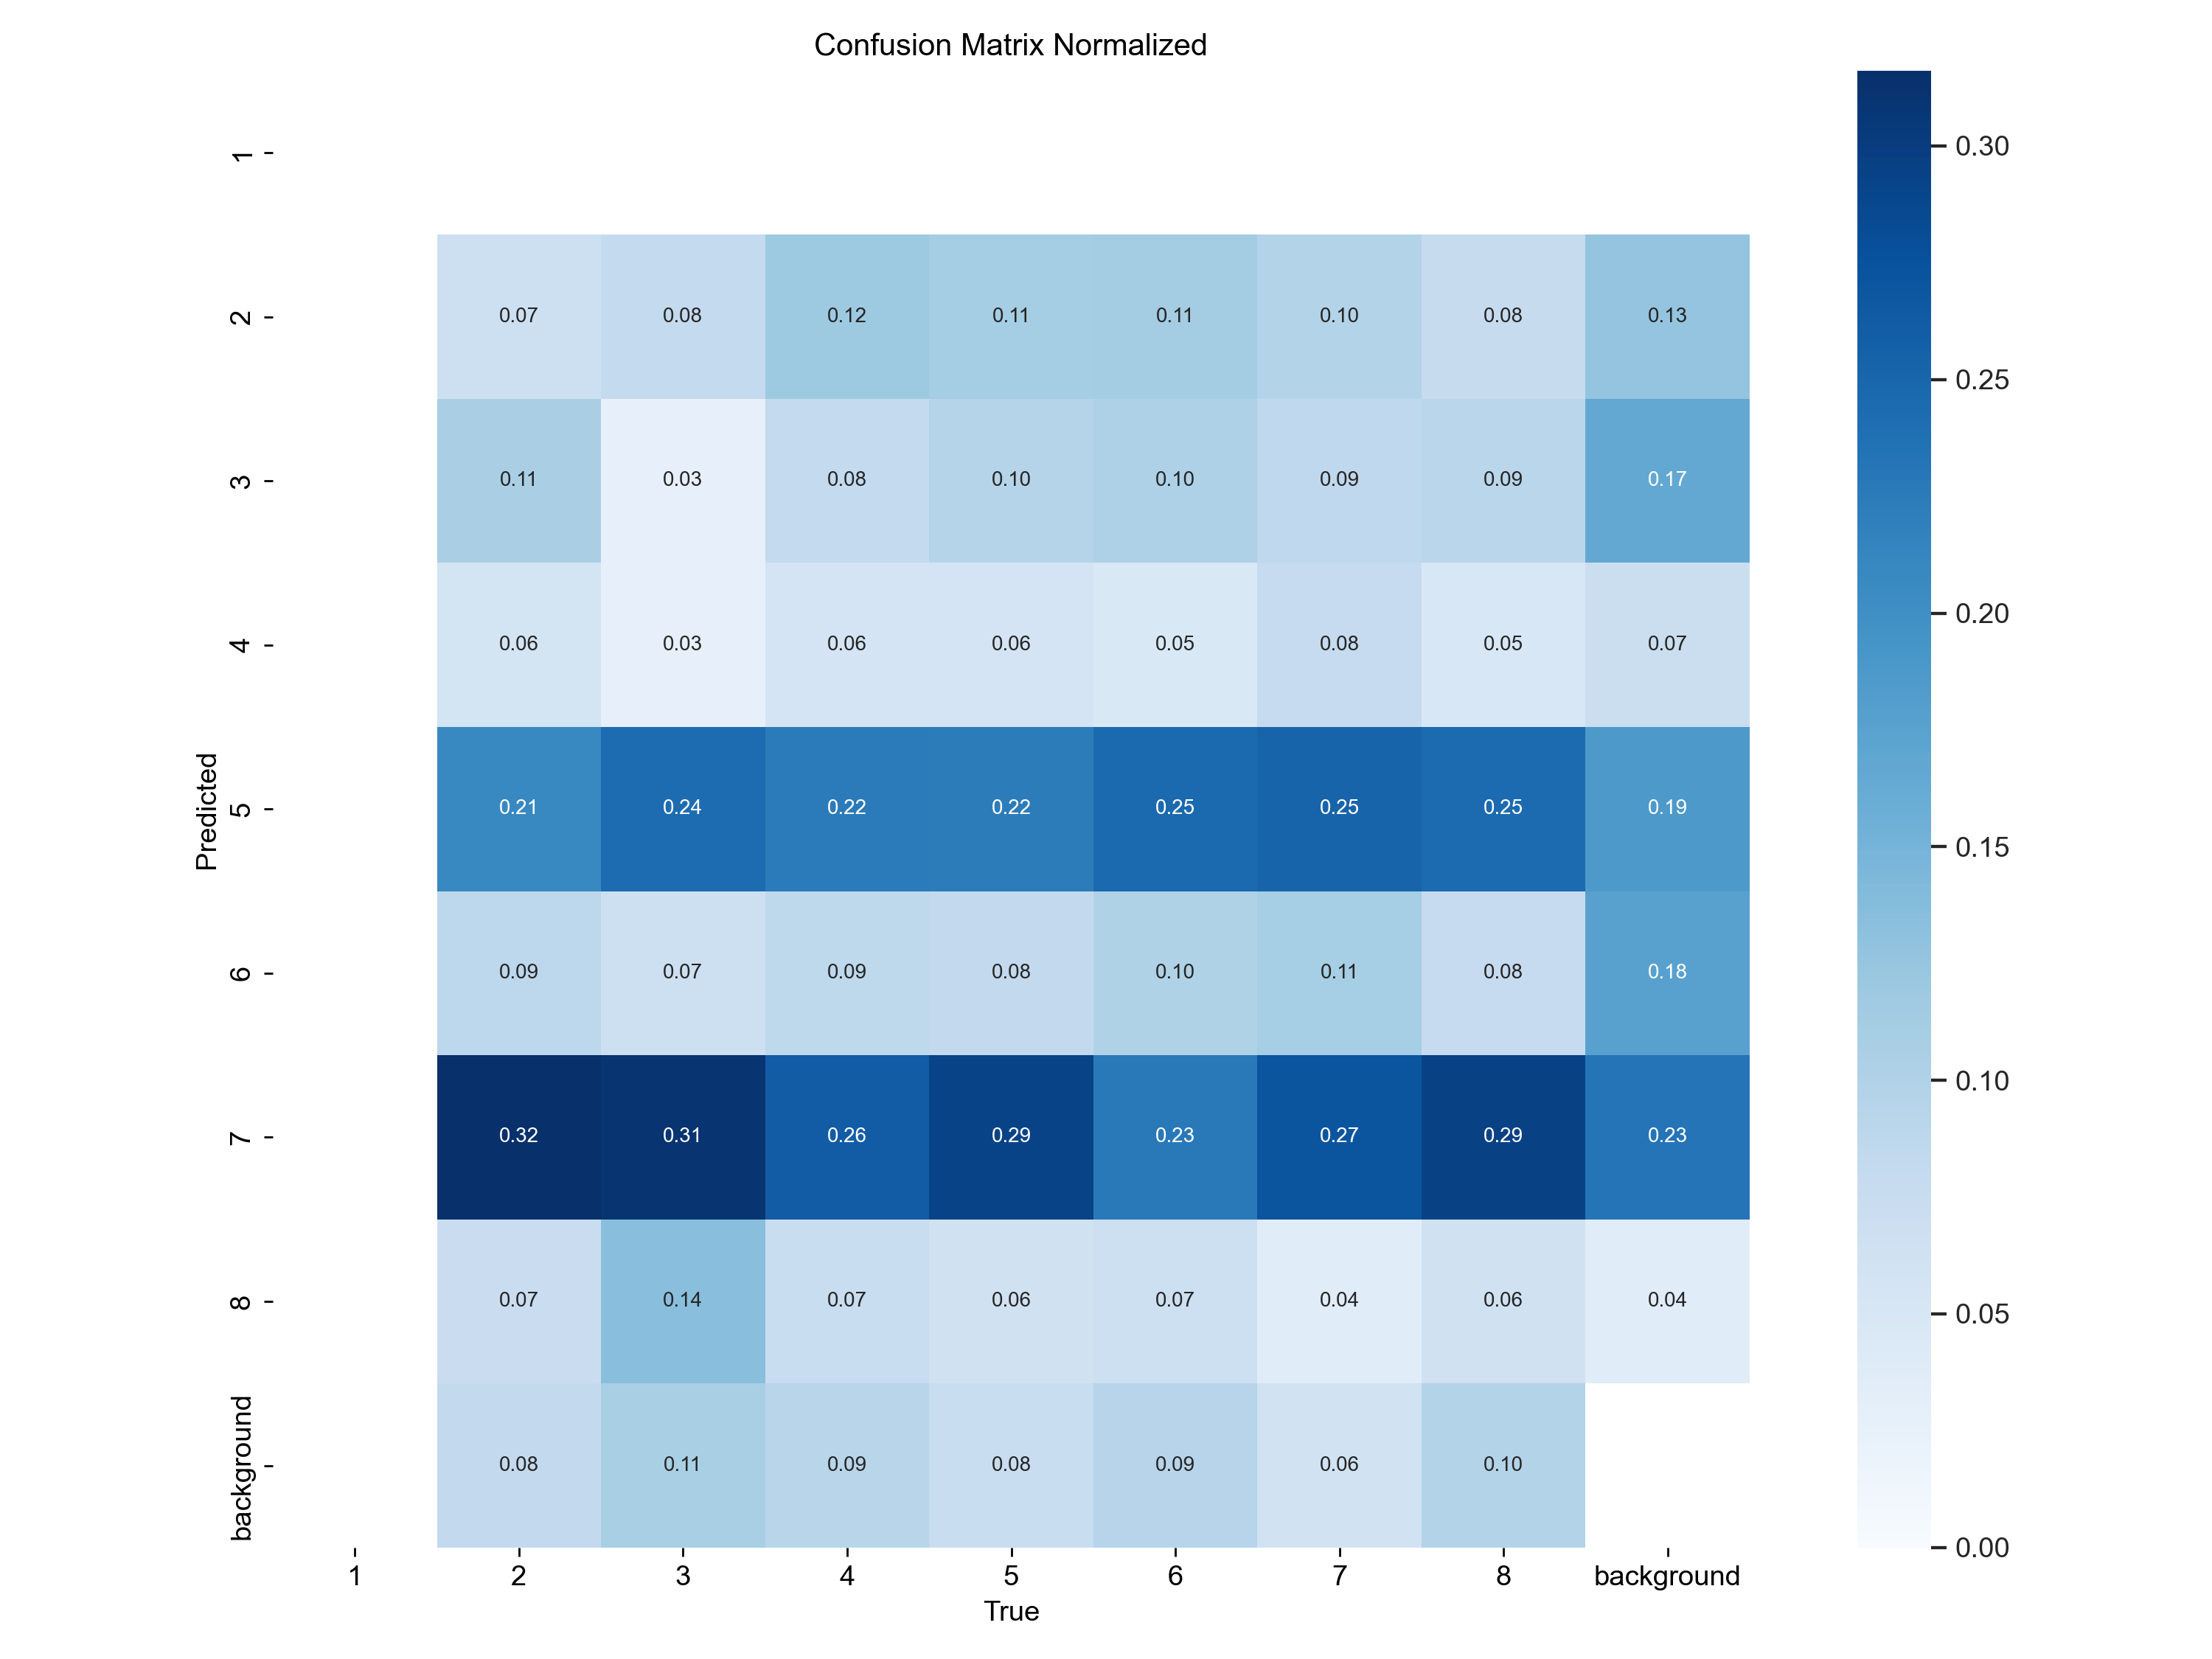 Confusion Matrix Normalized
1
2
0.07 0.08 0.12 0.11 0.11 0.10 0.08 0.13
3
0.11 0.03 0.08 0.10 0.10 0.09 0.09 0.17
4
0.06 0.03 0.06 0.06 0.05 0.08 0.05 0.07
Predicted
5
0.21 0.24 0.22 0.22 0.25 0.25 0.25 0.19
6
0.09 0.07 0.09 0.08 0.10 0.11 0.08 0.18
7
0.32 0.31 0.26 0.29 0.23 0.27 0.29 0.23
8
0.07 0.14 0.07 0.06 0.07 0.04 0.06 0.04
background
0.08 0.11 0.09 0.08 0.09 0.06 0.10
1 2 3 4 5 6 7 8 background
True
0.30
0.25
0.20
0.15
0.10
0.05
0.00